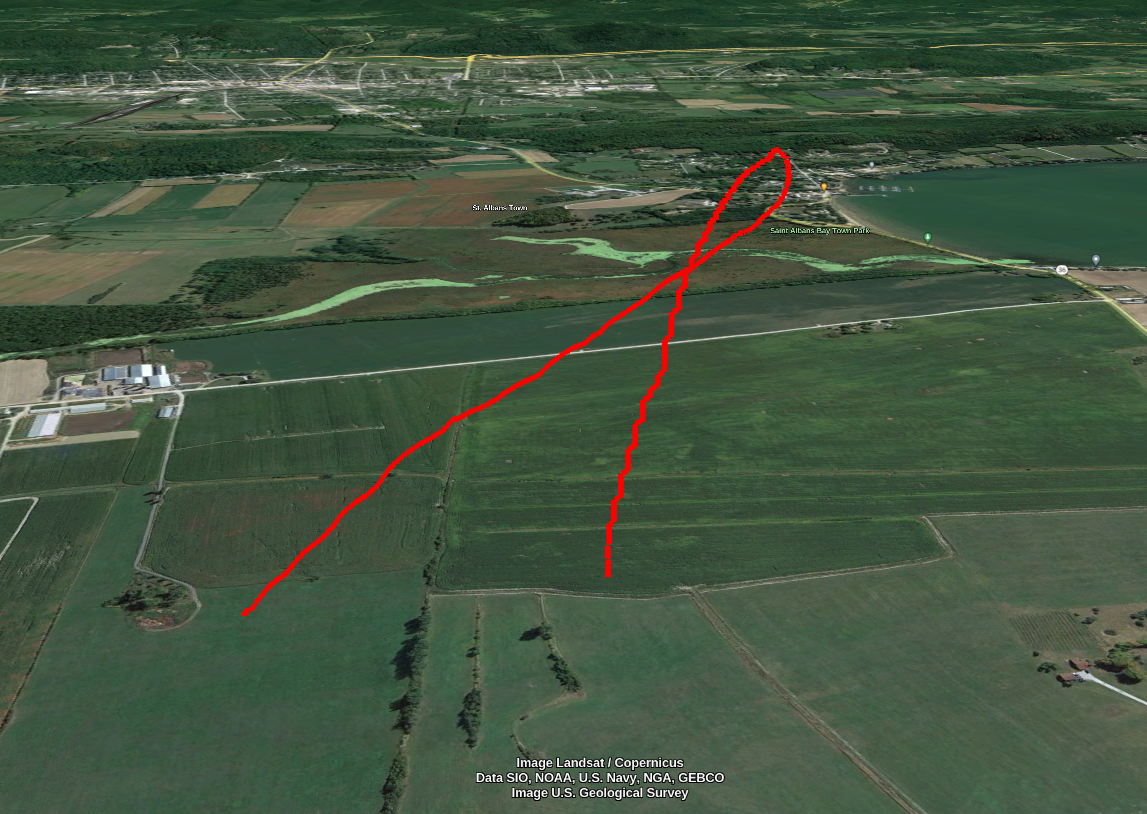 St. Albans Town
Saint Albans Bay Town Park
36
Image Landsat / Copernicus
Data SIO, NOAA, U.S. Navy, NGA, GEBCO
Image U.S. Geological Survey